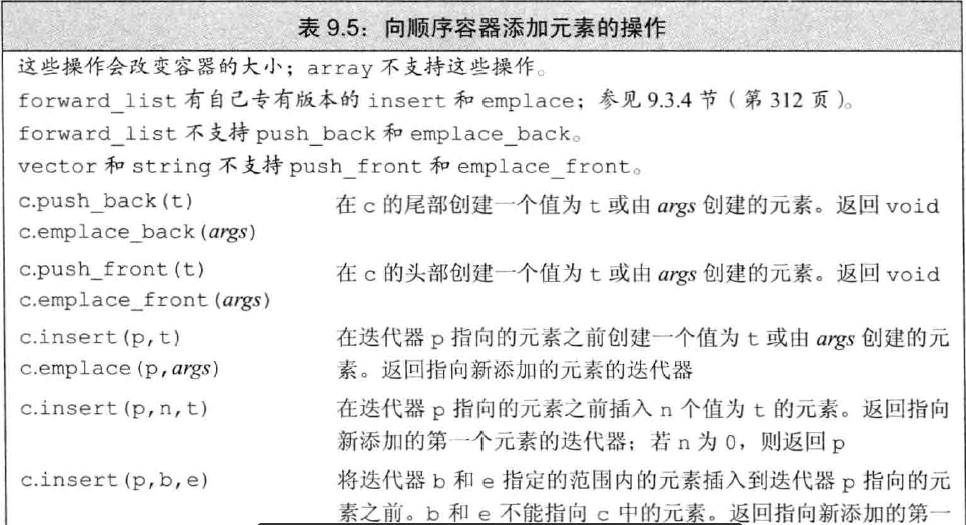 表 9.5：向顺序容器添加元素的操作
这些操作会改变容器的大小；array 不支持这些操作。
forward_list 有自己专有版本的 insert 和 emplace；参见 9.3.4 节（第 312 页）。
forward_list 不支持 push_back 和 emplace_back。
vector 和 string 不支持 push_front 和 emplace_front。
c.push_back(t) 在 c 的尾部创建一个值为 t 或由 args 创建的元素。返回 void
c.emplace_back(args)
c.push_front(t) 在 c 的头部创建一个值为 t 或由 args 创建的元素。返回 void
c.emplace_front(args)
c.insert(p,t) 在迭代器 p 指向的元素之前创建一个值为 t 或由 args 创建的元
c.emplace(p,args) 素。返回指向新添加的元素的迭代器
c.insert(p,n,t) 在迭代器 p 指向的元素之前插入 n 个值为 t 的元素。返回指向
新添加的第一个元素的迭代器；若 n 为 0，则返回 p
c.insert(p,b,e) 将迭代器 b 和 e 指定的范围内的元素插入到迭代器 p 指向的元
素之前。b 和 e 不能指向 c 中的元素。返回指向新添加的第一